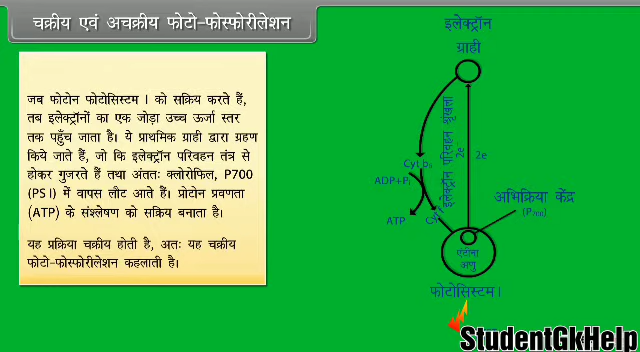 चक्रीय एवं अचक्रीय फोटो-फोस्फोरीलेशन
जब फोटोन फोटोसिस्टम I को सक्रिय करते हैं,
तब इलेक्ट्रॉनों का एक जोड़ा उच्च ऊर्जा स्तर
तक पहुँच जाता है। ये प्राथमिक ग्राही द्वारा ग्रहण
किये जाते हैं, जो कि इलेक्ट्रॉन परिवहन तंत्र से
होकर गुजरते हैं तथा अंततः क्लोरोफिल, P700
(PS I) में वापस लौट आते हैं। प्रोटोन प्रवणता
(ATP) के संश्लेषण को सक्रिय बनाता है।
यह प्रक्रिया चक्रीय होती है, अतः यह चक्रीय
फोटो-फोस्फोरीलेशन कहलाती है।
इलेक्ट्रॉन
ग्राही
इलेक्ट्रॉन परिवहन श्रृंखला
2e
2e
Cyt b₆
ADP+Pᵢ
ATP
Cyt f
अभिक्रिया केंद्र
(P₇₀₀)
एंटीना
अणु
फोटोसिस्टम I
StudentGkHelp